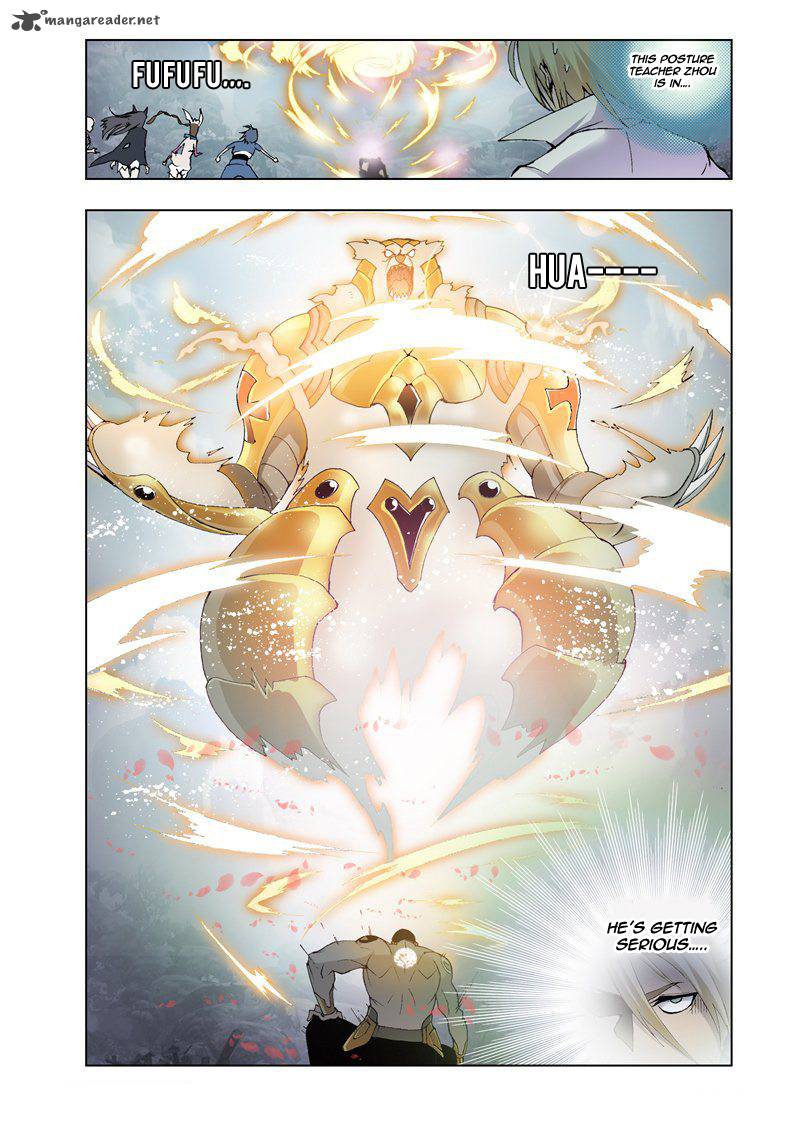 mangareader.net
FUFUFU....
THIS POSTURE
TEACHER ZHOU
IS IN....
HUA----
HE'S GETTING
SERIOUS.....